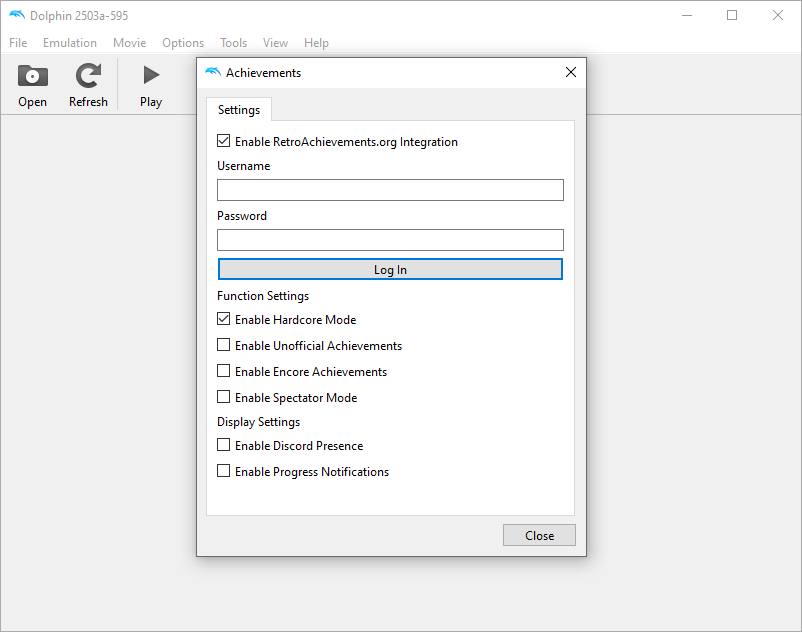 Dolphin 2503a-595
File Emulation Movie Options Tools View Help
Open Refresh Play
Achievements
Settings
Enable RetroAchievements.org Integration
Username
Password
Log In
Function Settings
Enable Hardcore Mode
Enable Unofficial Achievements
Enable Encore Achievements
Enable Spectator Mode
Display Settings
Enable Discord Presence
Enable Progress Notifications
Close